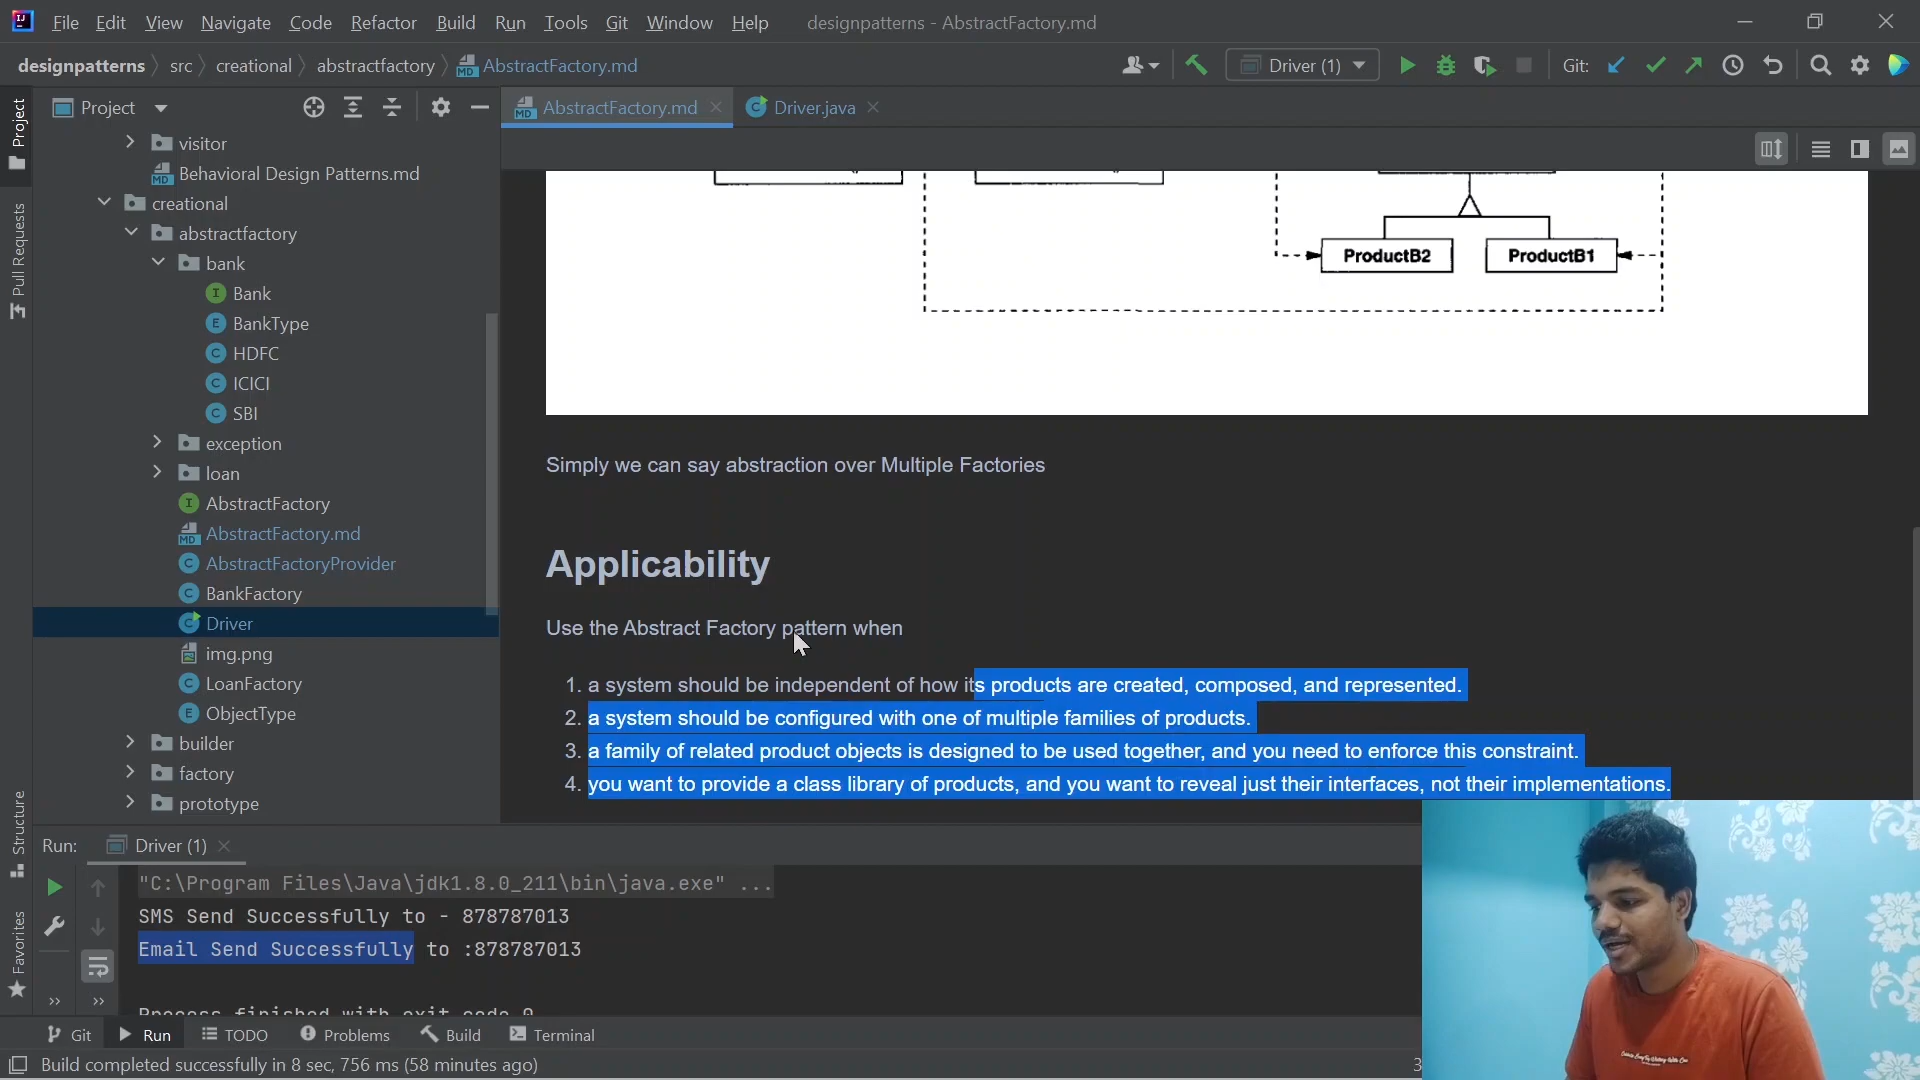 File Edit View Navigate Code Refactor Build Run Tools Git Window Help designpatterns - AbstractFactory.md
designpatterns src creational abstractfactory AbstractFactory.md Driver (1) Git:
Project
Project
AbstractFactory.md
Driver.java
Pull Requests
Structure
Favorites
visitor
Behavioral Design Patterns.md
creational
abstractfactory
bank
Bank
BankType
HDFC
ICICI
SBI
exception
loan
AbstractFactory
AbstractFactory.md
AbstractFactoryProvider
BankFactory
Driver
img.png
LoanFactory
ObjectType
builder
factory
prototype
ProductB2 ProductB1
Simply we can say abstraction over Multiple Factories
Applicability
Use the Abstract Factory pattern when
1. a system should be independent of how its products are created, composed, and represented.
2. a system should be configured with one of multiple families of products.
3. a family of related product objects is designed to be used together, and you need to enforce this constraint.
4. you want to provide a class library of products, and you want to reveal just their interfaces, not their implementations.
Run: Driver (1)
"C:\Program Files\Java\jdk1.8.0_211\bin\java.exe" ...
SMS Send Successfully to - 878787013
Email Send Successfully to :878787013
Process finished with exit code 0
Git Run TODO Problems Build Terminal
Build completed successfully in 8 sec, 756 ms (58 minutes ago)